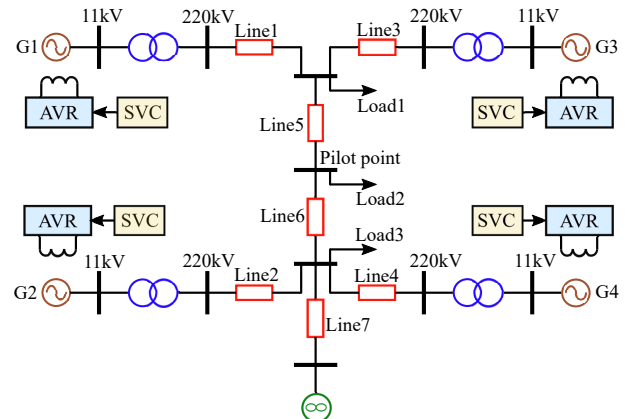 11kV 220kV Line1 Line3 220kV 11kV
G1 G3
Load1
AVR SVC SVC AVR
Line5
Pilot point
Load2
AVR SVC SVC AVR
Line6
Load3
11kV 220kV Line2 Line4 220kV 11kV
G2 G4
Line7
∞